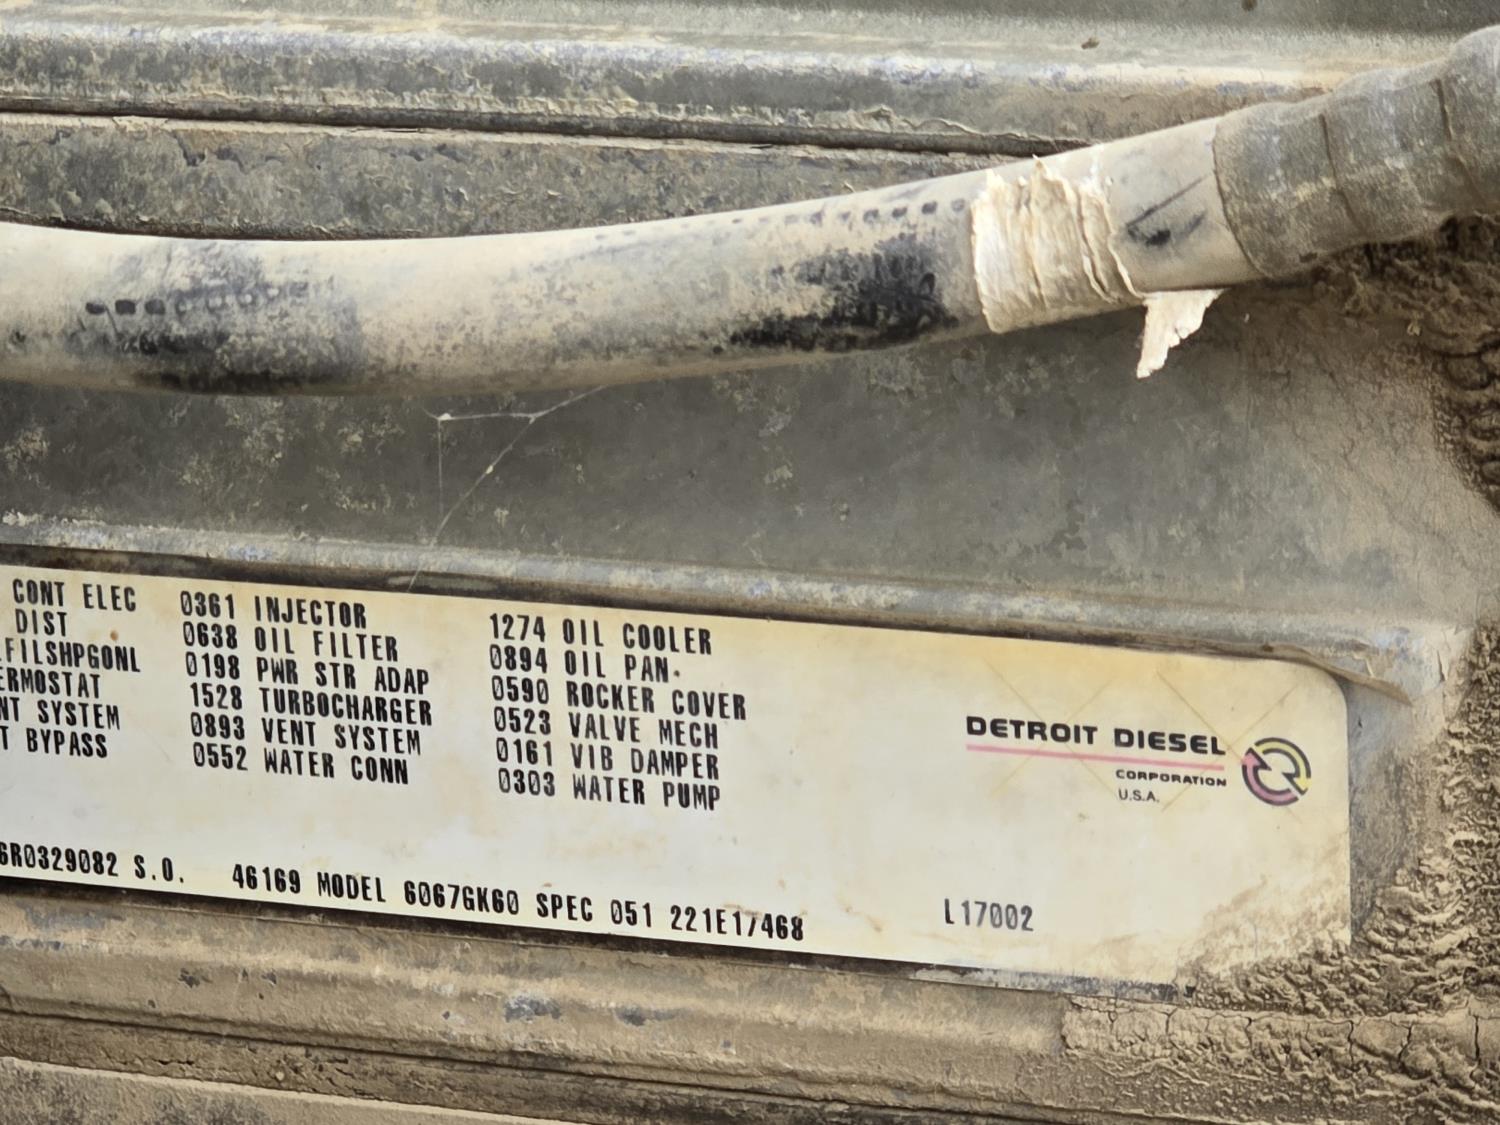 CONT ELEC
DIST
FILSHPGONL
ERMOSTAT
NT SYSTEM
T BYPASS
0361 INJECTOR
0638 OIL FILTER
0198 PWR STR ADAP
1528 TURBOCHARGER
0893 VENT SYSTEM
0552 WATER CONN
1274 OIL COOLER
0894 OIL PAN
0590 ROCKER COVER
0523 VALVE MECH
0161 VIB DAMPER
0303 WATER PUMP
DETROIT DIESEL
CORPORATION
U.S.A.
6R0329082 S.O. 46169 MODEL 6067GK60 SPEC 051 221E17468 L17002